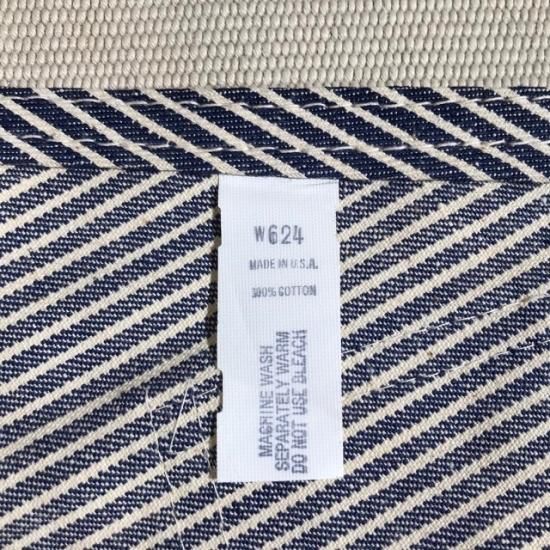 W624
MADE IN U.S.A.
100% COTTON
MACHINE WASH
SEPARATELY WARM
DO NOT USE BLEACH